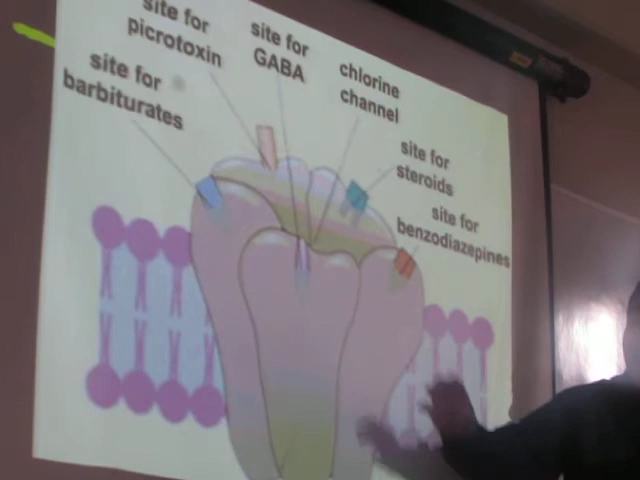 site for
picrotoxin
site for
GABA
chlorine
channel
site for
barbiturates
site for
steroids
site for
benzodiazepines